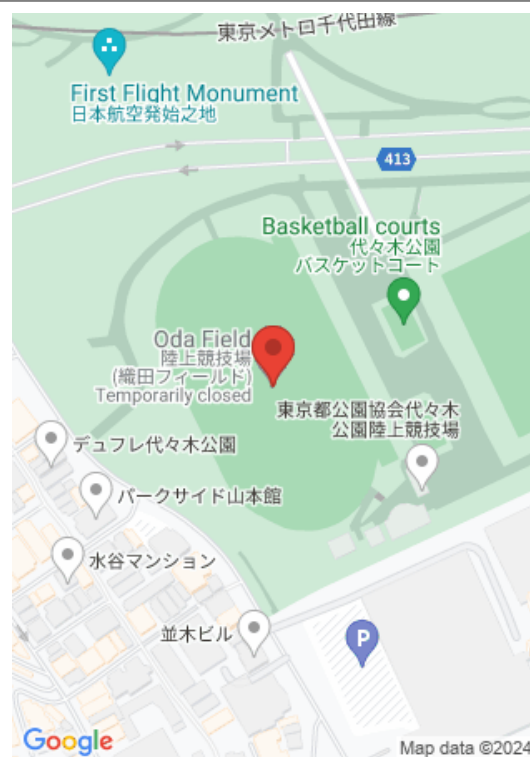 東京メトロ千代田線
First Flight Monument
日本航空発始之地
413
Basketball courts
代々木公園
バスケットコート
Oda Field
陸上競技場
(織田フィールド)
Temporarily closed
東京都公園協会代々木
公園陸上競技場
デュフレ代々木公園
パークサイド山本館
水谷マンション
並木ビル
P
Google
Map data ©2024